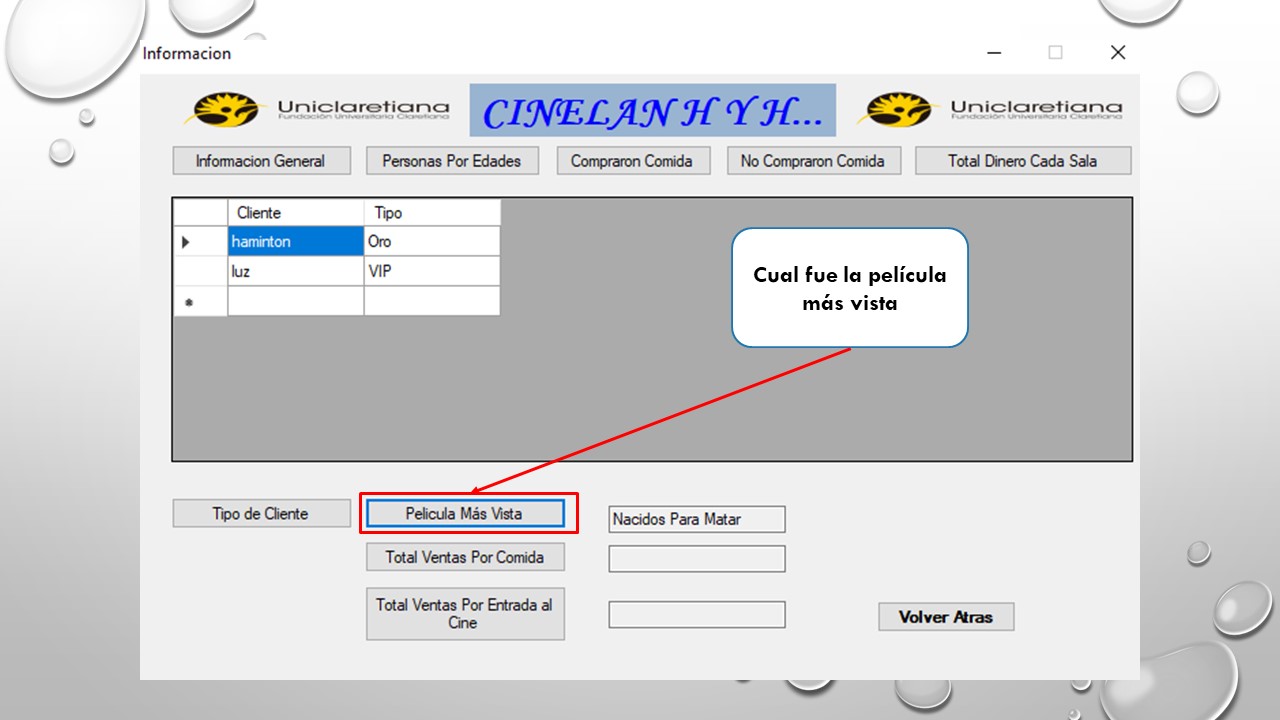 Informacion
Uniclaretiana
Fundación Universitaria Claretiana
CINELAN H Y H...
Uniclaretiana
Fundación Universitaria Claretiana
Informacion General
Personas Por Edades
Compraron Comida
No Compraron Comida
Total Dinero Cada Sala
Cliente Tipo
haminton Oro
luz VIP
Cual fue la película
más vista
Tipo de Cliente
Pelicula Más Vista
Nacidos Para Matar
Total Ventas Por Comida
Total Ventas Por Entrada al
Cine
Volver Atras